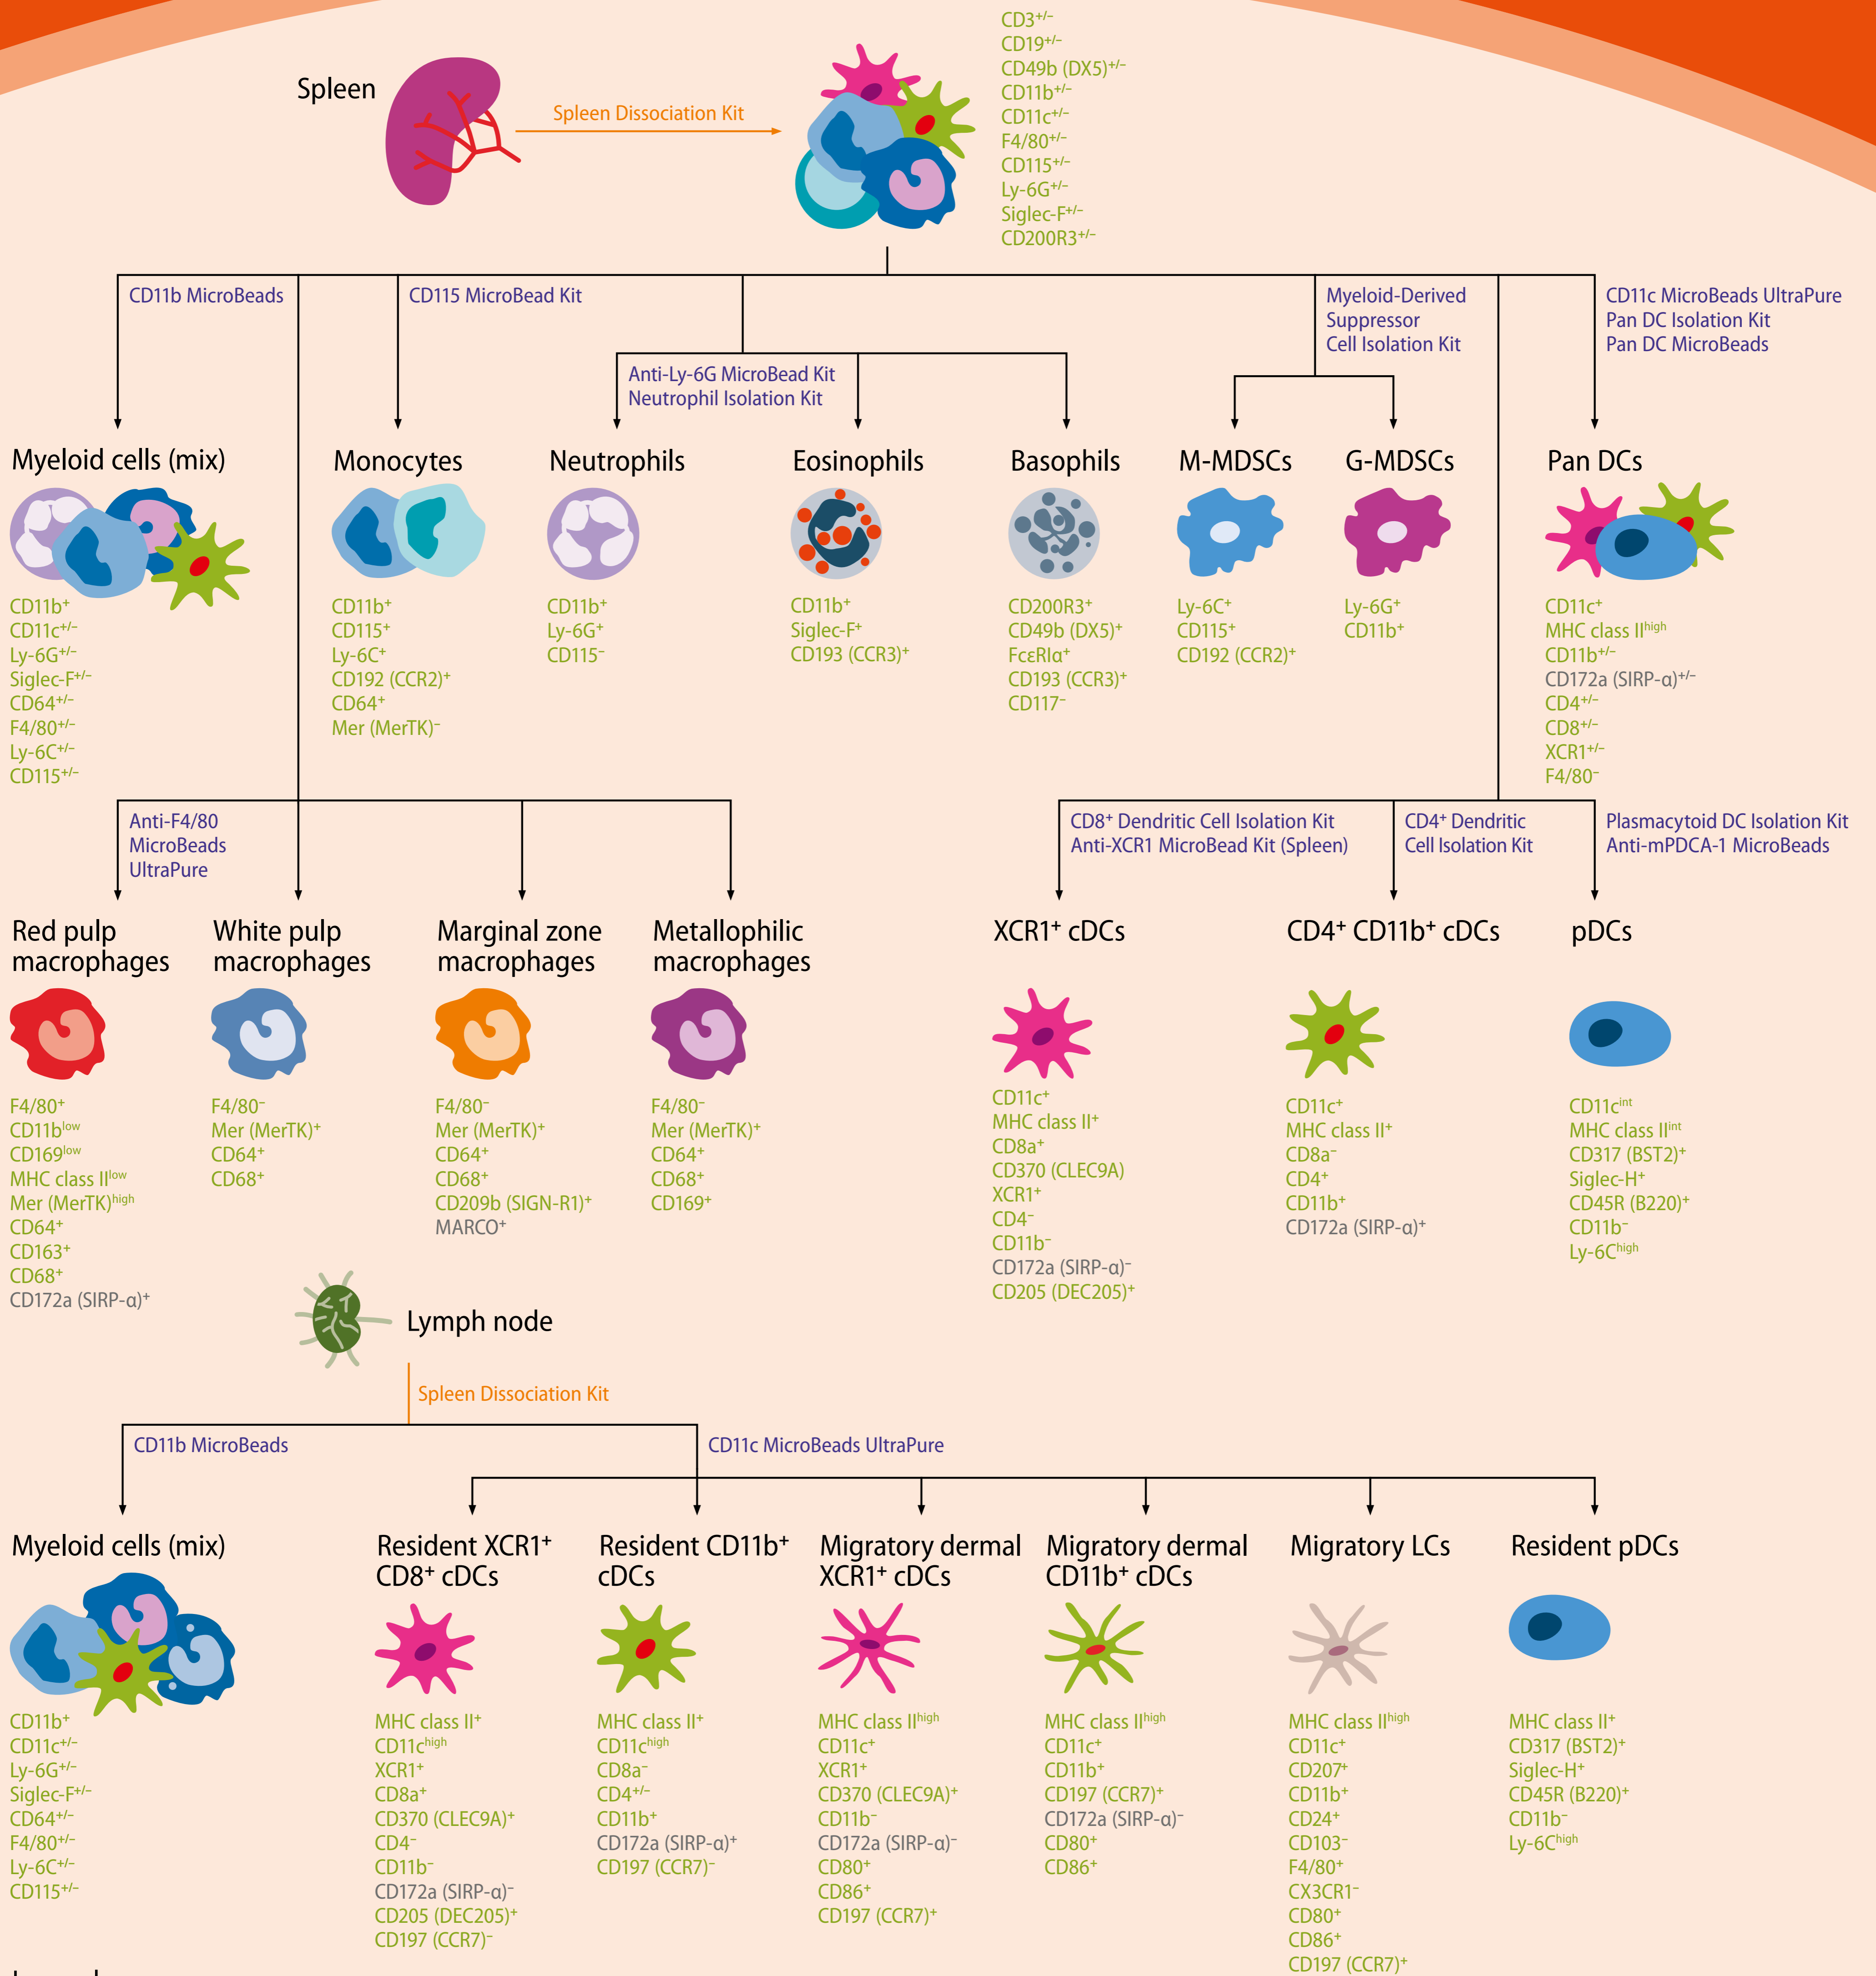 CD3⁺/⁻
CD19⁺/⁻
CD49b (DX5)⁺/⁻
CD11b⁺/⁻
CD11c⁺/⁻
F4/80⁺/⁻
CD115⁺/⁻
Ly-6G⁺/⁻
Siglec-F⁺/⁻
CD200R3⁺/⁻
Spleen
Spleen Dissociation Kit
CD11b MicroBeads
CD115 MicroBead Kit
Anti-Ly-6G MicroBead Kit
Neutrophil Isolation Kit
Myeloid-Derived
Suppressor
Cell Isolation Kit
CD11c MicroBeads UltraPure
Pan DC Isolation Kit
Pan DC MicroBeads
Myeloid cells (mix)
CD11b⁺
CD11c⁺/⁻
Ly-6G⁺/⁻
Siglec-F⁺/⁻
CD64⁺/⁻
F4/80⁺/⁻
Ly-6C⁺/⁻
CD115⁺/⁻
Monocytes
CD11b⁺
CD115⁺
Ly-6C⁺
CD192 (CCR2)⁺
CD64⁺
Mer (MerTK)⁻
Neutrophils
CD11b⁺
Ly-6G⁺
CD115⁻
Eosinophils
CD11b⁺
Siglec-F⁺
CD193 (CCR3)⁺
Basophils
CD200R3⁺
CD49b (DX5)⁺
FcεRIα⁺
CD193 (CCR3)⁺
CD117⁻
M-MDSCs
Ly-6C⁺
CD115⁺
CD192 (CCR2)⁺
G-MDSCs
Ly-6G⁺
CD11b⁺
Pan DCs
CD11c⁺
MHC class IIhigh
CD11b⁺/⁻
CD172a (SIRP-α)⁺/⁻
CD4⁺/⁻
CD8⁺/⁻
XCR1⁺/⁻
F4/80⁻
Anti-F4/80
MicroBeads
UltraPure
CD8⁺ Dendritic Cell Isolation Kit
Anti-XCR1 MicroBead Kit (Spleen)
CD4⁺ Dendritic
Cell Isolation Kit
Plasmacytoid DC Isolation Kit
Anti-mPDCA-1 MicroBeads
Red pulp
macrophages
F4/80⁺
CD11blow
CD169low
MHC class IIlow
Mer (MerTK)high
CD64⁺
CD163⁺
CD68⁺
CD172a (SIRP-α)⁺
White pulp
macrophages
F4/80⁻
Mer (MerTK)⁺
CD64⁺
CD68⁺
Marginal zone
macrophages
F4/80⁻
Mer (MerTK)⁺
CD64⁺
CD68⁺
CD209b (SIGN-R1)⁺
MARCO⁺
Metallophilic
macrophages
F4/80⁻
Mer (MerTK)⁺
CD64⁺
CD68⁺
CD169⁺
XCR1⁺ cDCs
CD11c⁺
MHC class II⁺
CD8a⁺
CD370 (CLEC9A)
XCR1⁺
CD4⁻
CD11b⁻
CD172a (SIRP-α)⁻
CD205 (DEC205)⁺
CD4⁺ CD11b⁺ cDCs
CD11c⁺
MHC class II⁺
CD8a⁻
CD4⁺
CD11b⁺
CD172a (SIRP-α)⁺
pDCs
CD11cint
MHC class IIint
CD317 (BST2)⁺
Siglec-H⁺
CD45R (B220)⁺
CD11b⁻
Ly-6Chigh
Lymph node
Spleen Dissociation Kit
CD11b MicroBeads
CD11c MicroBeads UltraPure
Myeloid cells (mix)
CD11b⁺
CD11c⁺/⁻
Ly-6G⁺/⁻
Siglec-F⁺/⁻
CD64⁺/⁻
F4/80⁺/⁻
Ly-6C⁺/⁻
CD115⁺/⁻
Resident XCR1⁺
CD8⁺ cDCs
MHC class II⁺
CD11chigh
XCR1⁺
CD8a⁺
CD370 (CLEC9A)⁺
CD4⁻
CD11b⁻
CD172a (SIRP-α)⁻
CD205 (DEC205)⁺
CD197 (CCR7)⁻
Resident CD11b⁺
cDCs
MHC class II⁺
CD11chigh
CD8a⁻
CD4⁺/⁻
CD11b⁺
CD172a (SIRP-α)⁺
CD197 (CCR7)⁻
Migratory dermal
XCR1⁺ cDCs
MHC class IIhigh
CD11c⁺
XCR1⁺
CD370 (CLEC9A)⁺
CD11b⁻
CD172a (SIRP-α)⁻
CD80⁺
CD86⁺
CD197 (CCR7)⁺
Migratory dermal
CD11b⁺ cDCs
MHC class IIhigh
CD11c⁺
CD11b⁺
CD197 (CCR7)⁺
CD172a (SIRP-α)⁻
CD80⁺
CD86⁺
Migratory LCs
MHC class IIhigh
CD11c⁺
CD207⁺
CD11b⁺
CD24⁺
CD103⁻
F4/80⁺
CX3CR1⁻
CD80⁺
CD86⁺
CD197 (CCR7)⁺
Resident pDCs
MHC class II⁺
CD317 (BST2)⁺
Siglec-H⁺
CD45R (B220)⁺
CD11b⁻
Ly-6Chigh